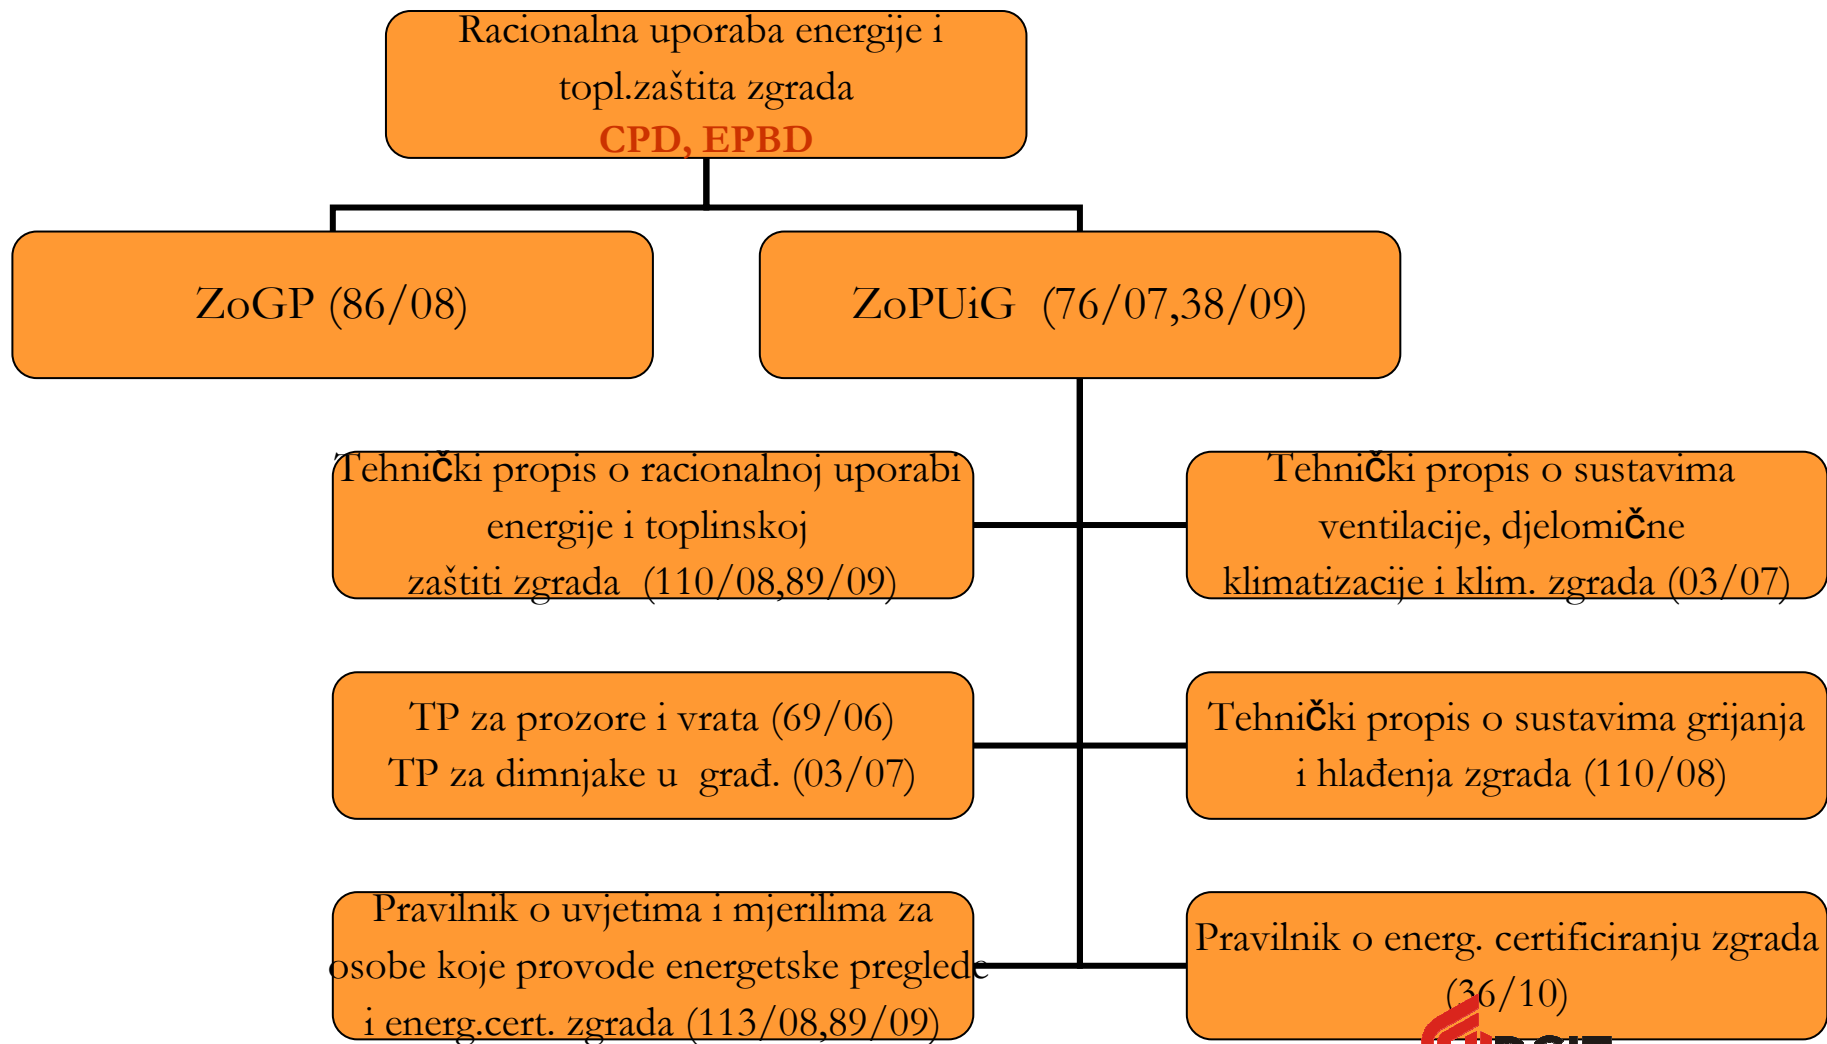 Racionalna uporaba energije i
topl.zaštita zgrada
CPD, EPBD
ZoGP (86/08)
ZoPUiG (76/07,38/09)
Tehnički propis o racionalnoj uporabi
energije i toplinskoj
zaštiti zgrada (110/08,89/09)
Tehnički propis o sustavima
ventilacije, djelomične
klimatizacije i klim. zgrada (03/07)
TP za prozore i vrata (69/06)
TP za dimnjake u građ. (03/07)
Tehnički propis o sustavima grijanja
i hlađenja zgrada (110/08)
Pravilnik o uvjetima i mjerilima za
osobe koje provode energetske preglede
i energ.cert. zgrada (113/08,89/09)
Pravilnik o energ. certificiranju zgrada
(36/10)